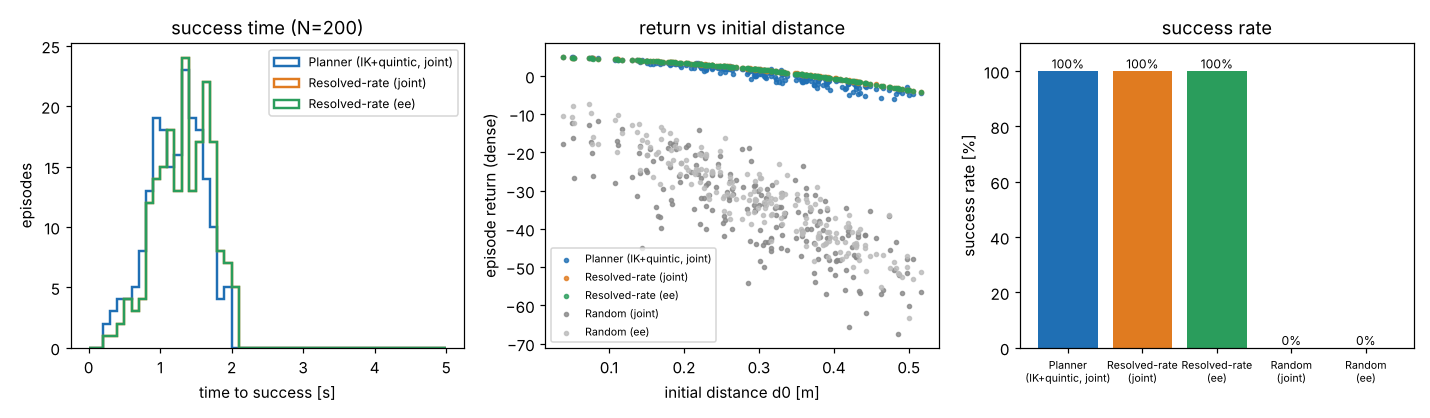 success time (N=200)
25
20
15
10
5
0
episodes
0 1 2 3 4 5
time to success [s]
Planner (IK+quintic, joint)
Resolved-rate (joint)
Resolved-rate (ee)
return vs initial distance
0
−10
−20
−30
−40
−50
−60
−70
episode return (dense)
0.1 0.2 0.3 0.4 0.5
initial distance d0 [m]
Planner (IK+quintic, joint)
Resolved-rate (joint)
Resolved-rate (ee)
Random (joint)
Random (ee)
success rate
100
80
60
40
20
0
success rate [%]
100% 100% 100% 0% 0%
Planner
(IK+quintic, joint)
Resolved-rate
(joint)
Resolved-rate
(ee)
Random
(joint)
Random
(ee)